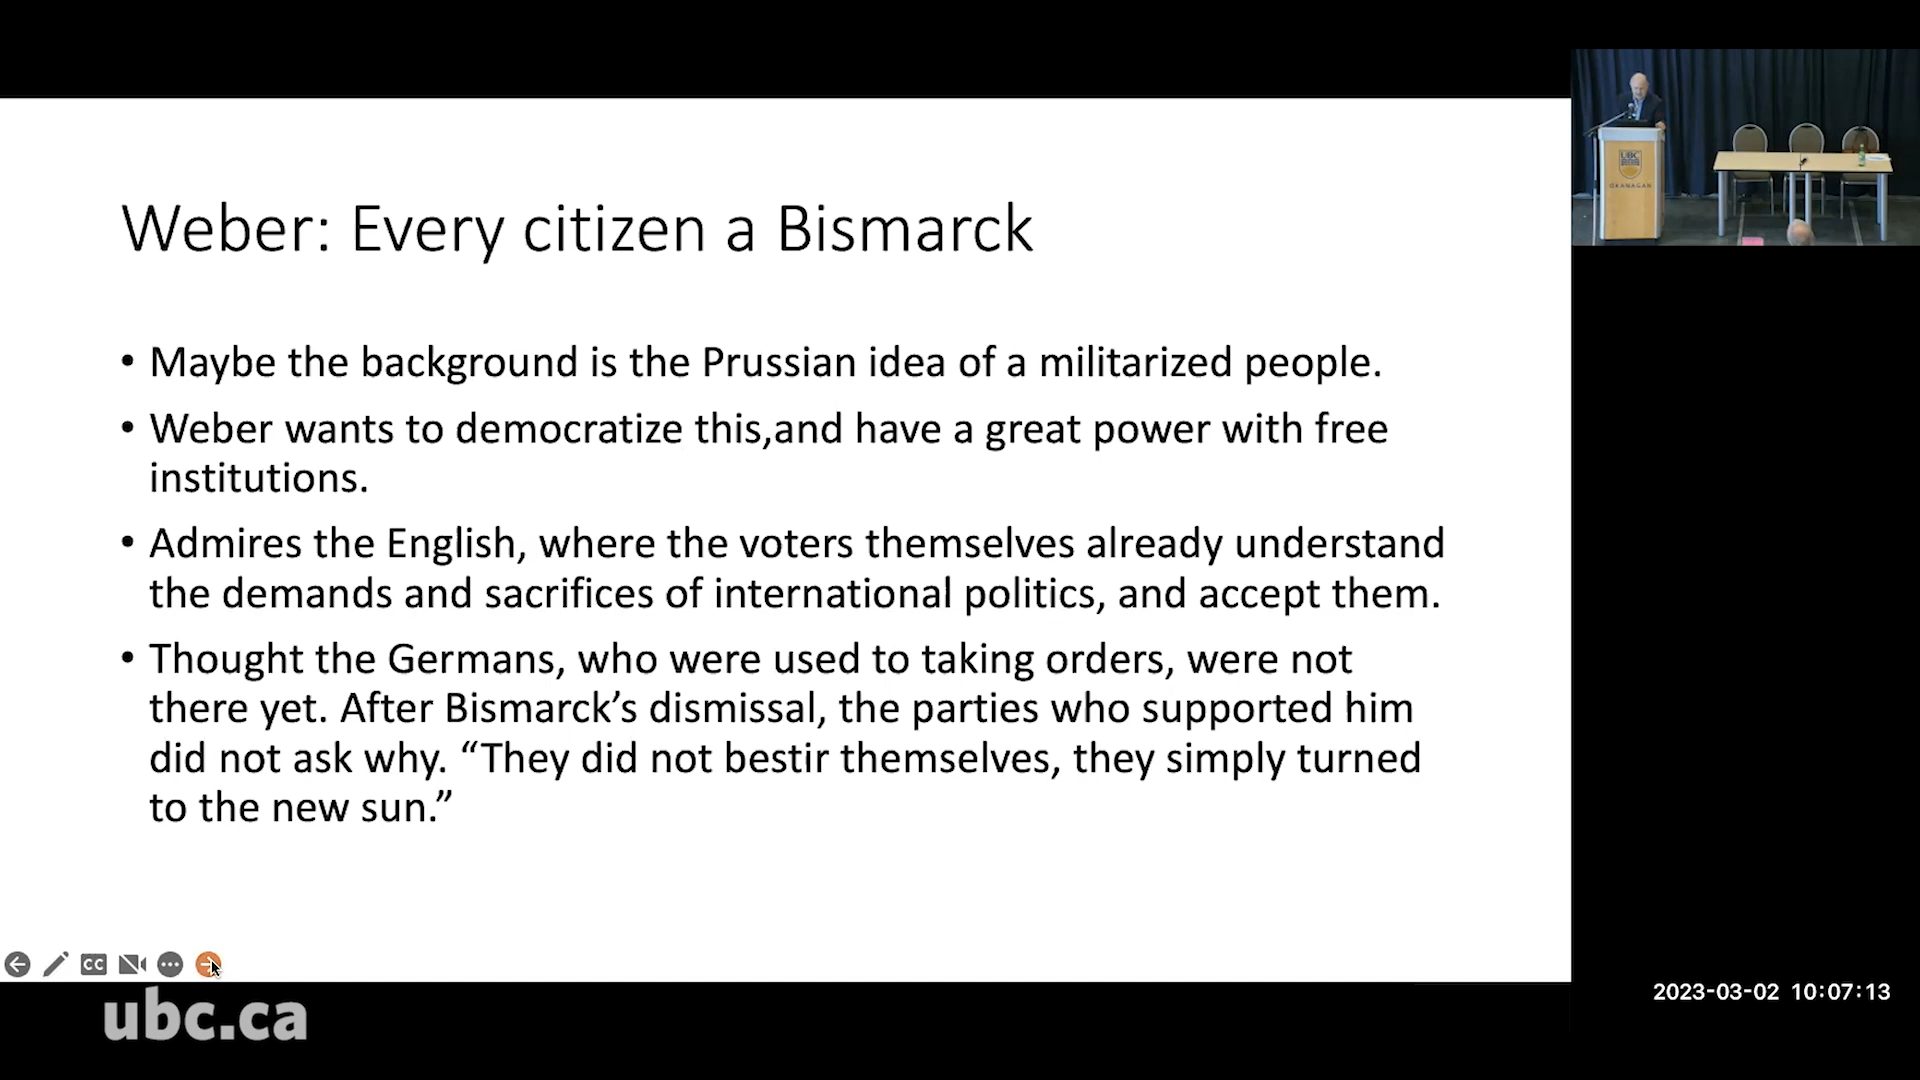 Weber: Every citizen a Bismarck
• Maybe the background is the Prussian idea of a militarized people.
• Weber wants to democratize this,and have a great power with free
institutions.
• Admires the English, where the voters themselves already understand
the demands and sacrifices of international politics, and accept them.
• Thought the Germans, who were used to taking orders, were not
there yet. After Bismarck’s dismissal, the parties who supported him
did not ask why. “They did not bestir themselves, they simply turned
to the new sun.”
UBC
OKANAGAN
CC
ubc.ca
2023-03-02 10:07:13